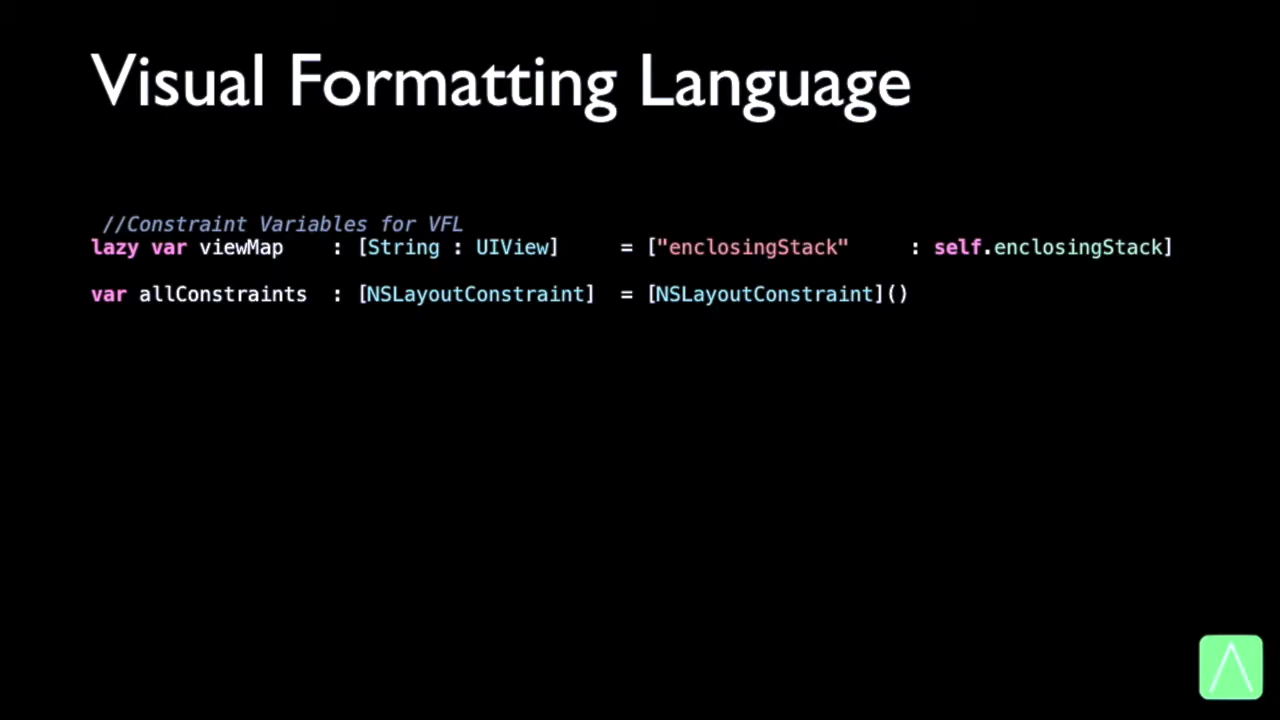 Visual Formatting Language
//Constraint Variables for VFL
lazy var viewMap    : [String : UIView]     = ["enclosingStack"     : self.enclosingStack]
var allConstraints  : [NSLayoutConstraint]  = [NSLayoutConstraint]()